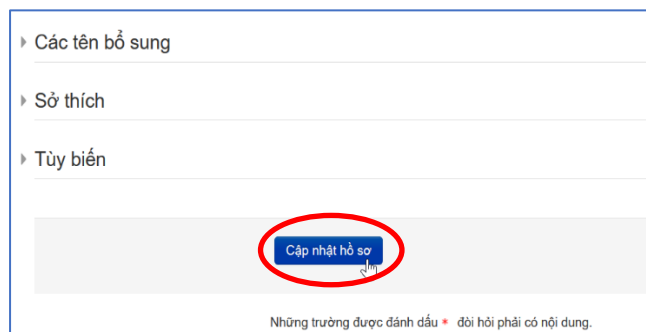 Các tên bổ sung
Sở thích
Tùy biến
Cập nhật hồ sơ
Những trường được đánh dấu * đòi hỏi phải có nội dung.